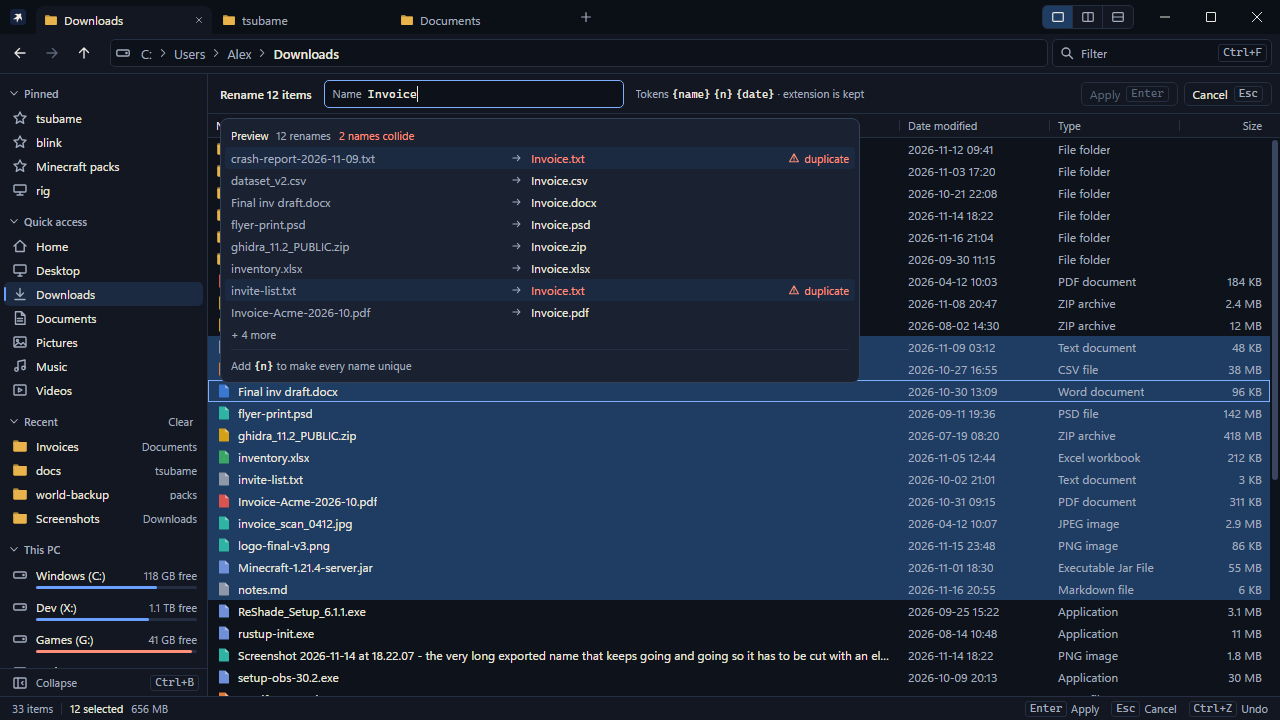 Downloads
tsubame
Documents
C: Users Alex Downloads
Filter Ctrl+F
Pinned
tsubame
blink
Minecraft packs
rig
Quick access
Home
Desktop
Downloads
Documents
Pictures
Music
Videos
Recent Clear
Invoices Documents
docs tsubame
world-backup packs
Screenshots Downloads
This PC
Windows (C:) 118 GB free
Dev (X:) 1.1 TB free
Games (G:) 41 GB free
Collapse Ctrl+B
Rename 12 items Name Invoice Tokens {name} {n} {date} · extension is kept Apply Enter Cancel Esc
Date modified Type Size
Preview 12 renames 2 names collide
crash-report-2026-11-09.txt → Invoice.txt duplicate
dataset_v2.csv → Invoice.csv
Final inv draft.docx → Invoice.docx
flyer-print.psd → Invoice.psd
ghidra_11.2_PUBLIC.zip → Invoice.zip
inventory.xlsx → Invoice.xlsx
invite-list.txt → Invoice.txt duplicate
Invoice-Acme-2026-10.pdf → Invoice.pdf
+ 4 more
Add {n} to make every name unique
2026-11-12 09:41 File folder
2026-11-03 17:20 File folder
2026-10-21 22:08 File folder
2026-11-14 18:22 File folder
2026-11-16 21:04 File folder
2026-09-30 11:15 File folder
2026-04-12 10:03 PDF document 184 KB
2026-11-08 20:47 ZIP archive 2.4 MB
2026-08-02 14:30 ZIP archive 12 MB
2026-11-09 03:12 Text document 48 KB
2026-10-27 16:55 CSV file 38 MB
Final inv draft.docx 2026-10-30 13:09 Word document 96 KB
flyer-print.psd 2026-09-11 19:36 PSD file 142 MB
ghidra_11.2_PUBLIC.zip 2026-07-19 08:20 ZIP archive 418 MB
inventory.xlsx 2026-11-05 12:44 Excel workbook 212 KB
invite-list.txt 2026-10-02 21:01 Text document 3 KB
Invoice-Acme-2026-10.pdf 2026-10-31 09:15 PDF document 311 KB
invoice_scan_0412.jpg 2026-04-12 10:07 JPEG image 2.9 MB
logo-final-v3.png 2026-11-15 23:48 PNG image 86 KB
Minecraft-1.21.4-server.jar 2026-11-01 18:30 Executable Jar File 55 MB
notes.md 2026-11-16 20:55 Markdown file 6 KB
ReShade_Setup_6.1.1.exe 2026-09-25 15:22 Application 3.1 MB
rustup-init.exe 2026-08-14 10:48 Application 11 MB
Screenshot 2026-11-14 at 18.22.07 - the very long exported name that keeps going and going so it has to be cut with an el... 2026-11-14 18:22 PNG image 1.8 MB
setup-obs-30.2.exe 2026-10-09 20:13 Application 30 MB
33 items 12 selected 656 MB
Enter Apply Esc Cancel Ctrl+Z Undo